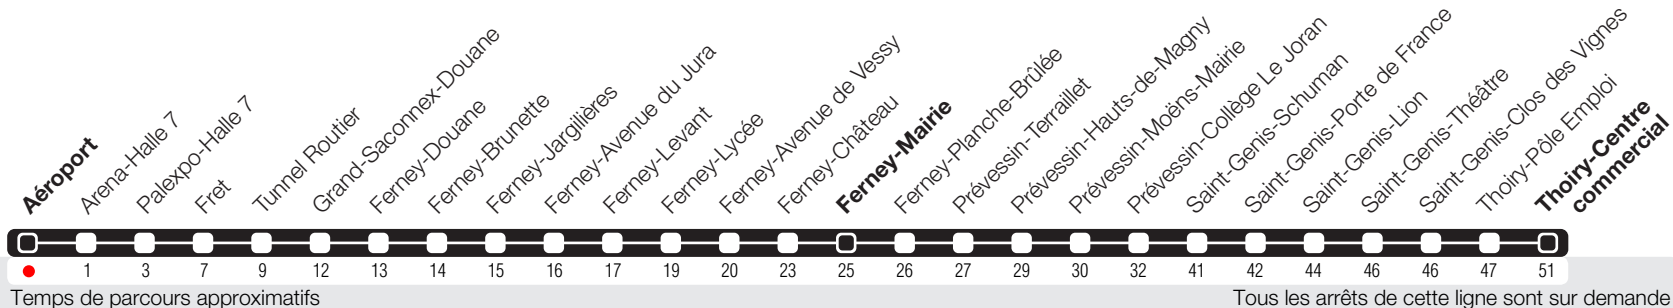 Aéroport
Arena-Halle 7
Palexpo-Halle 7
Fret
Tunnel Routier
Grand-Saconnex-Douane
Ferney-Douane
Ferney-Brunette
Ferney-Jargilières
Ferney-Avenue du Jura
Ferney-Levant
Ferney-Lycée
Ferney-Avenue de Vessy
Ferney-Château
Ferney-Mairie
Ferney-Planche-Brûlée
Prévessin-Terraillet
Prévessin-Hauts-de-Magny
Prévessin-Moëns-Mairie
Prévessin-Collège Le Joran
Saint-Genis-Schuman
Saint-Genis-Porte de France
Saint-Genis-Lion
Saint-Genis-Théâtre
Saint-Genis-Clos des Vignes
Thoiry-Pôle Emploi
Thoiry-Centre
commercial
1 3 7 9 12 13 14 15 16 17 19 20 23 25 26 27 29 30 32 41 42 44 46 46 47 51
Temps de parcours approximatifs
Tous les arrêts de cette ligne sont sur demande